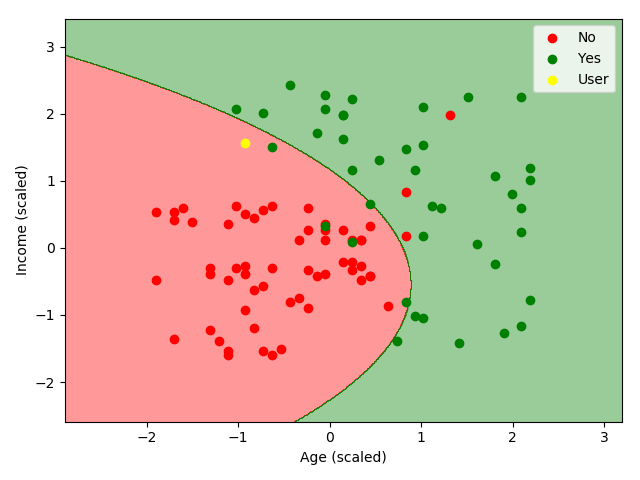 No
Yes
User
3
2
1
0
−1
−2
Income (scaled)
−2 −1 0 1 2 3
Age (scaled)